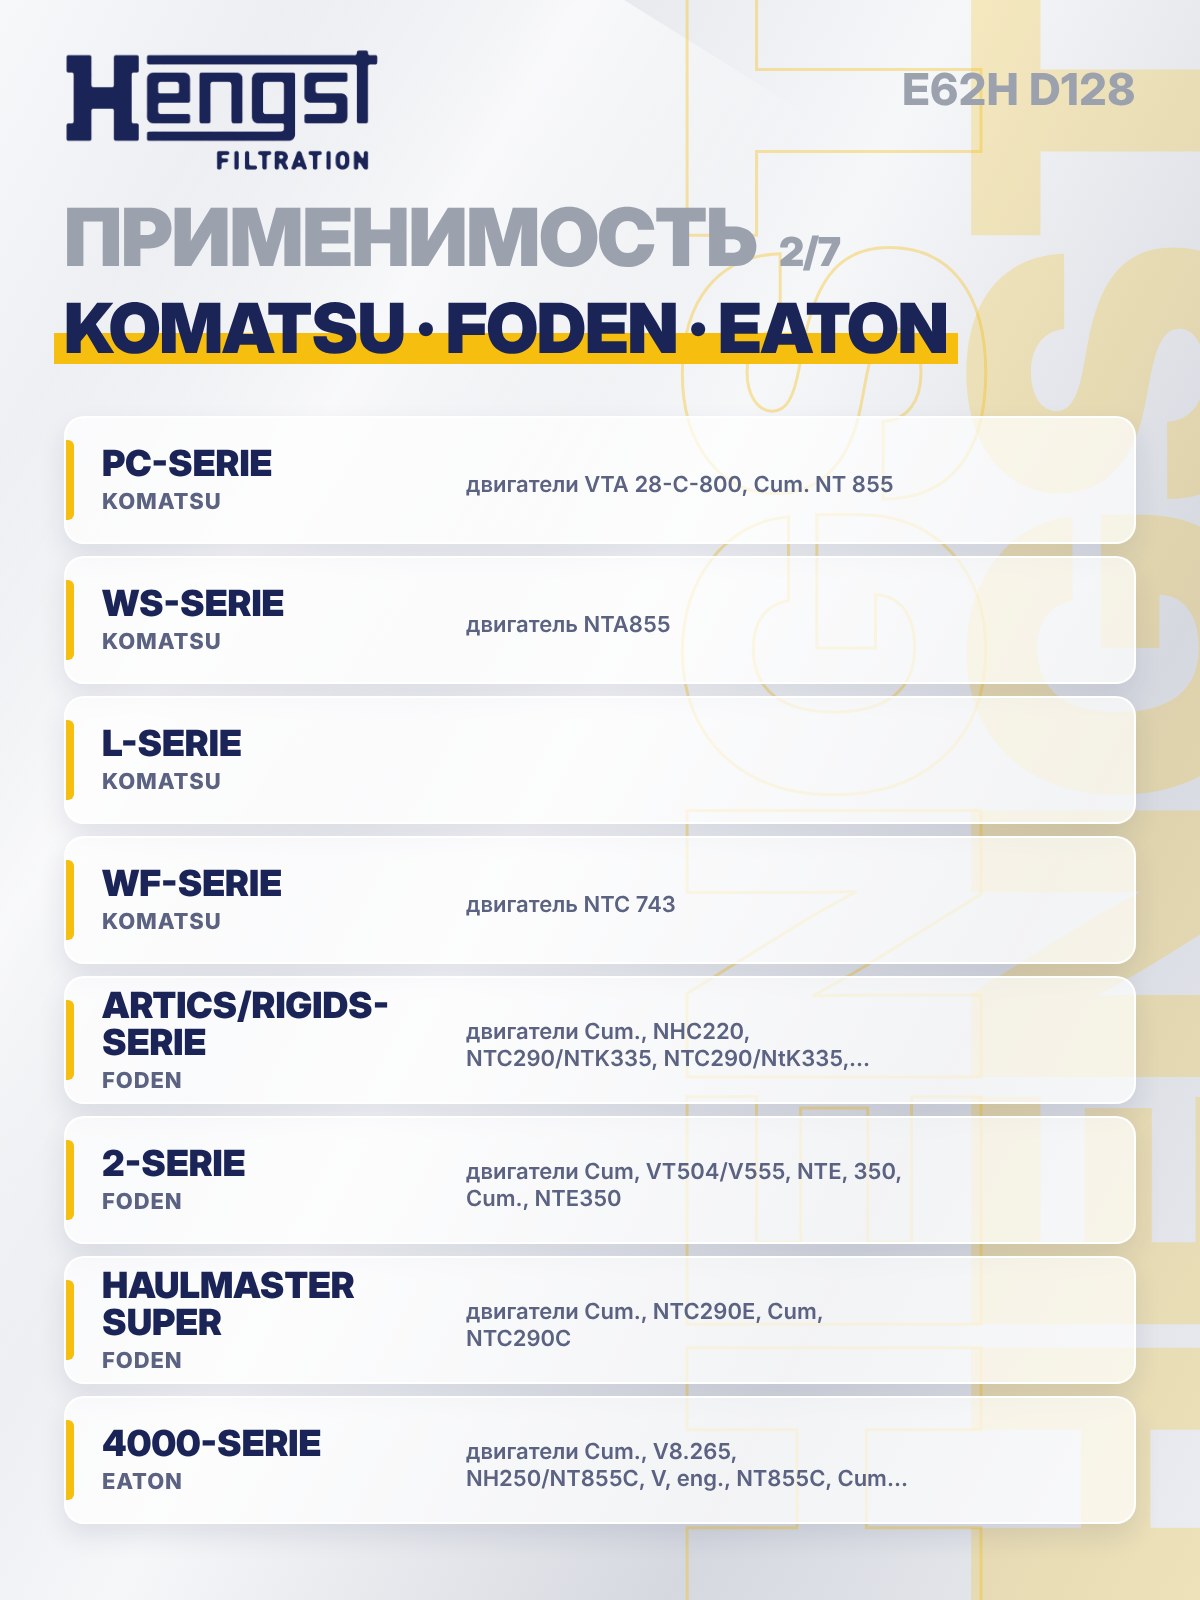 Hengst
FILTRATION
E62H D128
ПРИМЕНИМОСТЬ 2/7
KOMATSU · FODEN · EATON
PC-SERIE
KOMATSU
двигатели VTA 28-C-800, Cum. NT 855
WS-SERIE
KOMATSU
двигатель NTA855
L-SERIE
KOMATSU
WF-SERIE
KOMATSU
двигатель NTC 743
ARTICS/RIGIDS-
SERIE
FODEN
двигатели Cum., NHC220,
NTC290/NTK335, NTC290/NtK335,...
2-SERIE
FODEN
двигатели Cum, VT504/V555, NTE, 350,
Cum., NTE350
HAULMASTER
SUPER
FODEN
двигатели Cum., NTC290E, Cum,
NTC290C
4000-SERIE
EATON
двигатели Cum., V8.265,
NH250/NT855C, V, eng., NT855C, Cum...
HENGST
HENGST